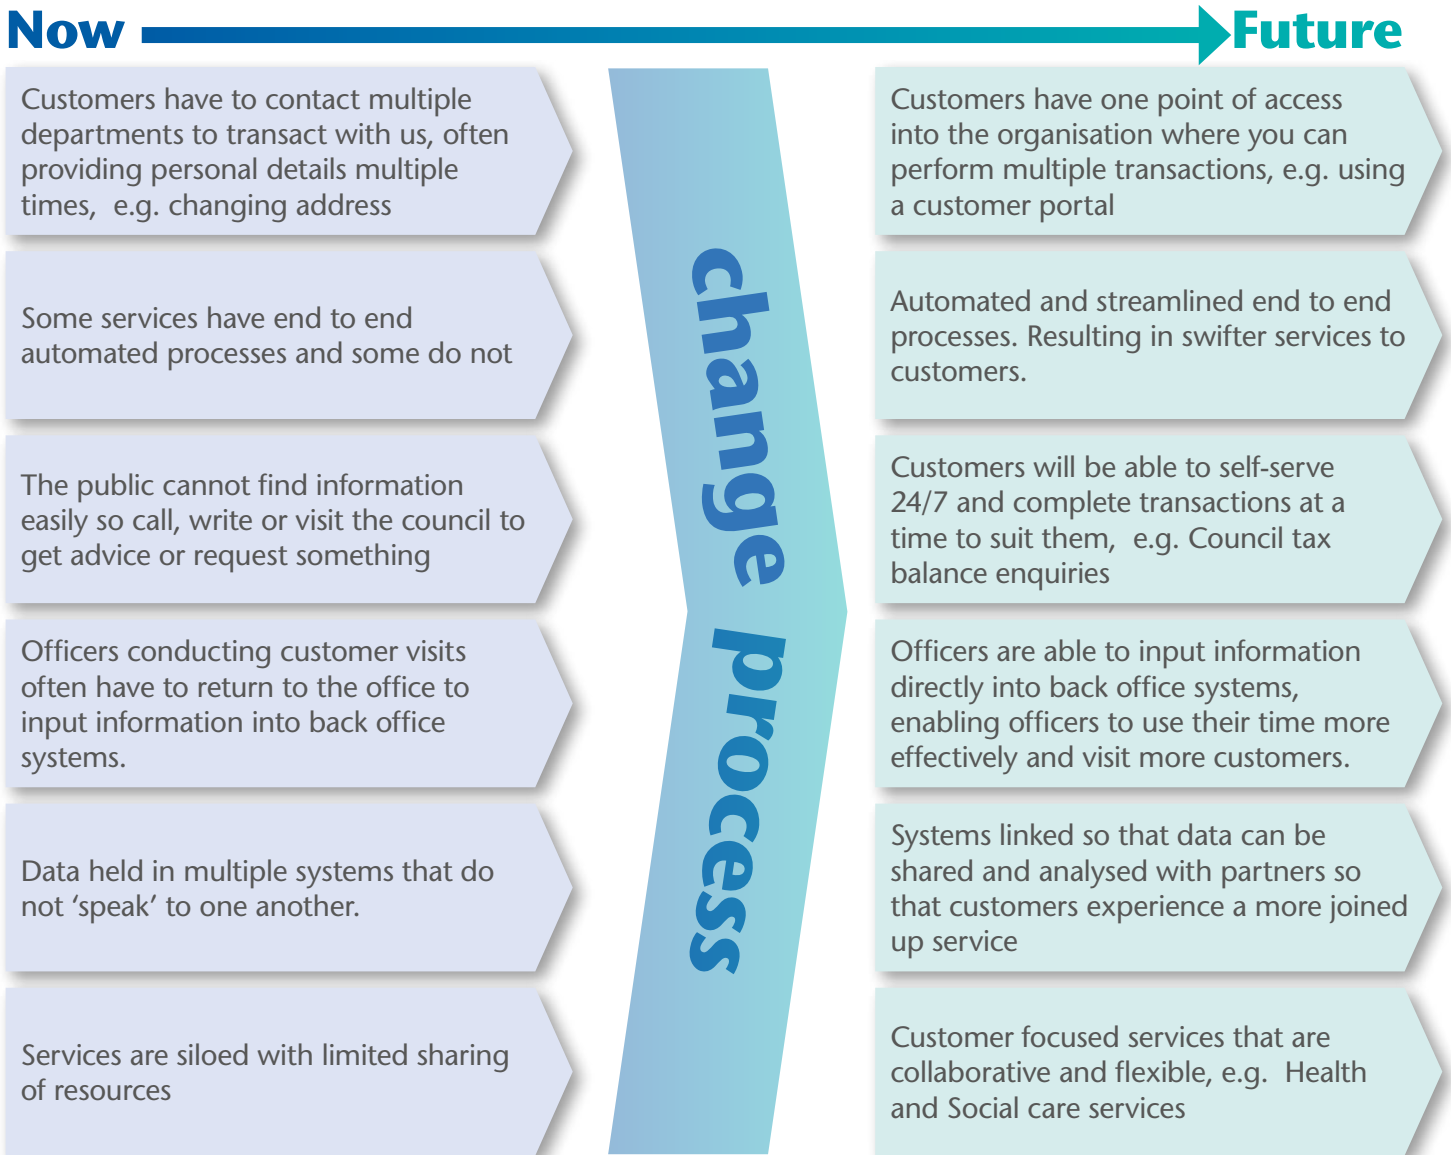 Now
Future
Customers have to contact multiple
departments to transact with us, often
providing personal details multiple
times,  e.g. changing address
Customers have one point of access
into the organisation where you can
perform multiple transactions, e.g. using
a customer portal
Some services have end to end
automated processes and some do not
Automated and streamlined end to end
processes. Resulting in swifter services to
customers.
The public cannot find information
easily so call, write or visit the council to
get advice or request something
Customers will be able to self-serve
24/7 and complete transactions at a
time to suit them,  e.g. Council tax
balance enquiries
Officers conducting customer visits
often have to return to the office to
input information into back office
systems.
Officers are able to input information
directly into back office systems,
enabling officers to use their time more
effectively and visit more customers.
Data held in multiple systems that do
not ‘speak’ to one another.
Systems linked so that data can be
shared and analysed with partners so
that customers experience a more joined
up service
Services are siloed with limited sharing
of resources
Customer focused services that are
collaborative and flexible, e.g.  Health
and Social care services
change process